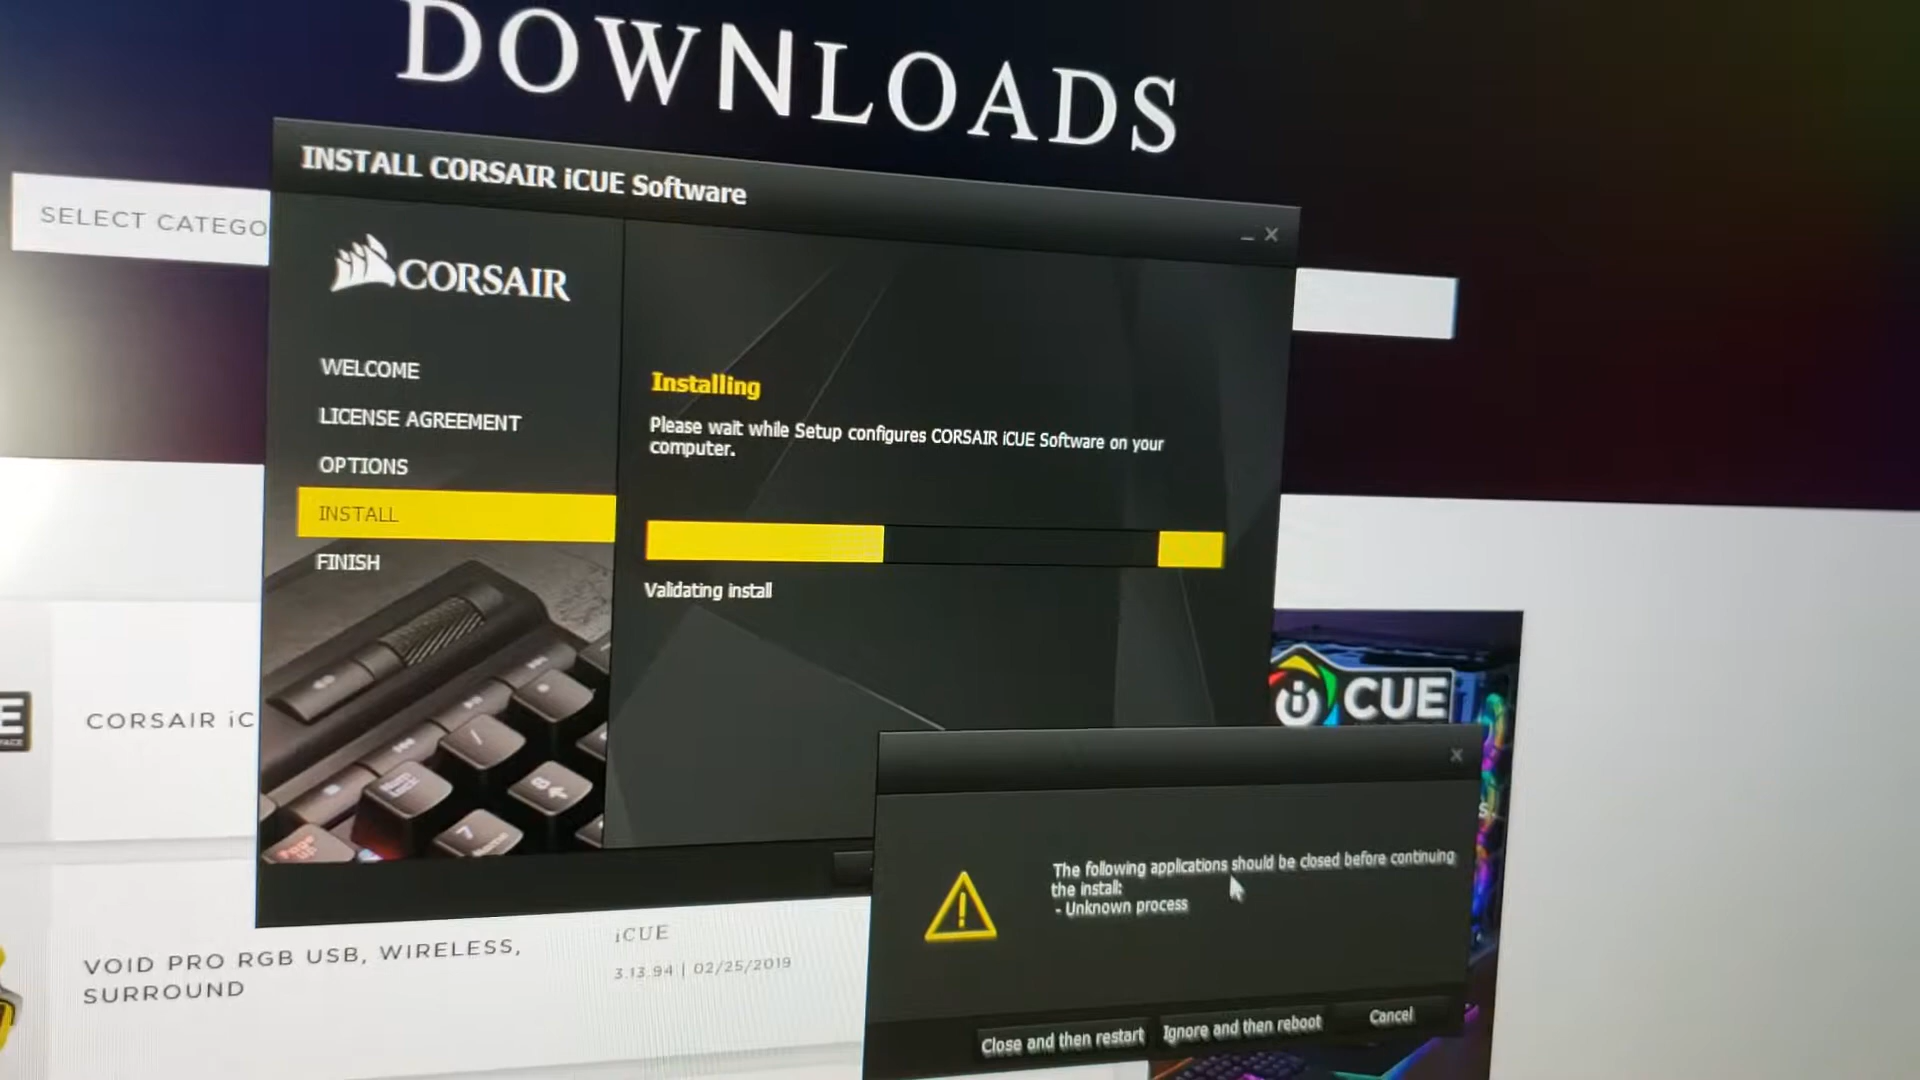 DOWNLOADS
INSTALL CORSAIR iCUE Software
SELECT CATEGO
CORSAIR
WELCOME
LICENSE AGREEMENT
OPTIONS
INSTALL
FINISH
Installing
Please wait while Setup configures CORSAIR iCUE Software on your
computer.
Validating install
CORSAIR iC
CUE
The following applications should be closed before continuing
the install:
- Unknown process
Close and then restart
Ignore and then reboot
Cancel
VOID PRO RGB USB, WIRELESS,
SURROUND
iCUE
3.13.94 | 02/25/2019